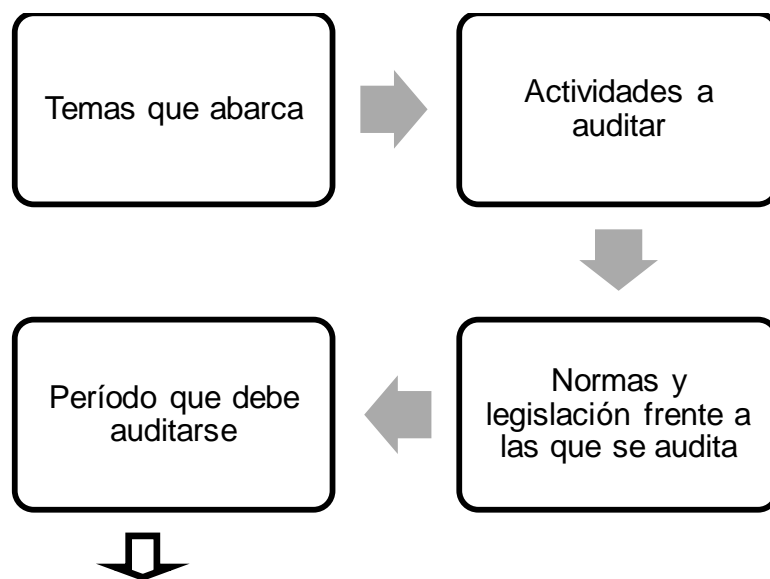 Temas que abarca
Actividades a
auditar
Normas y
legislación frente a
las que se audita
Período que debe
auditarse